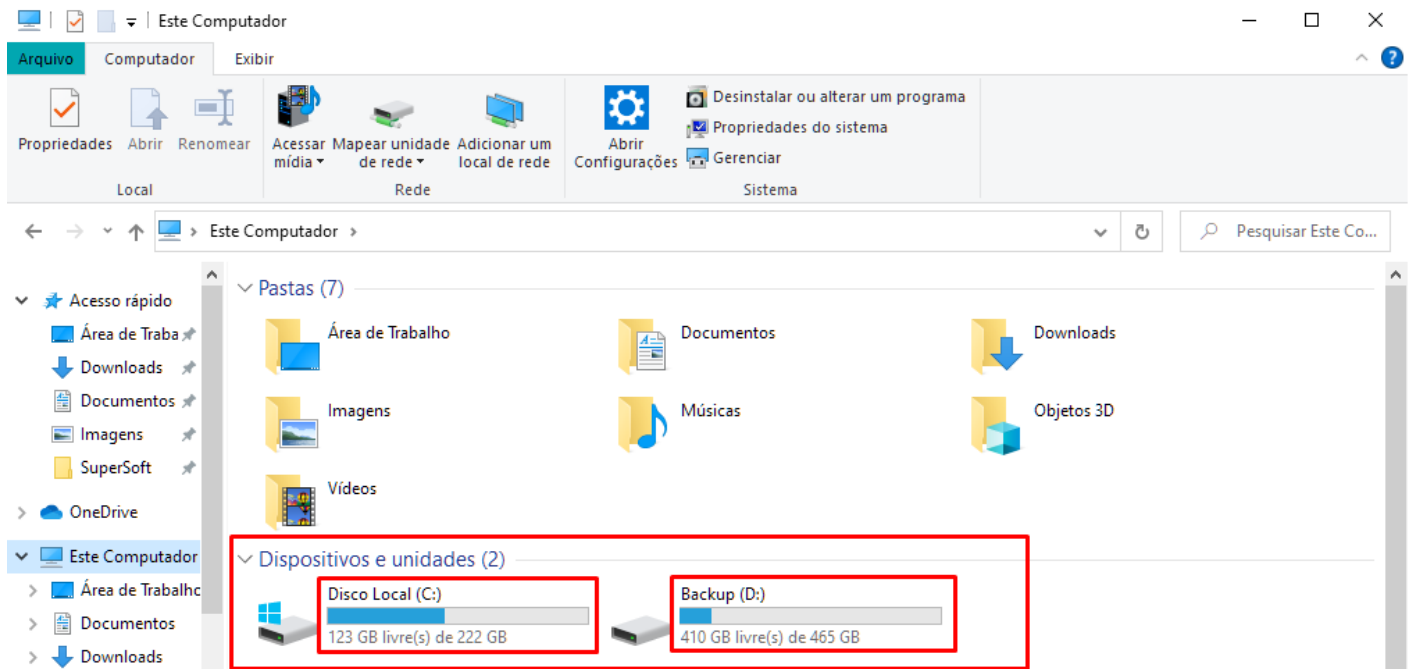 Este Computador
Arquivo Computador Exibir
Propriedades Abrir Renomear
Local
Acessar mídia
Mapear unidade de rede
Adicionar um local de rede
Rede
Abrir Configurações
Desinstalar ou alterar um programa
Propriedades do sistema
Gerenciar
Sistema
Este Computador
Pesquisar Este Co...
Acesso rápido
Área de Traba
Downloads
Documentos
Imagens
SuperSoft
OneDrive
Este Computador
Área de Trabalho
Documentos
Downloads
Pastas (7)
Área de Trabalho
Documentos
Downloads
Imagens
Músicas
Objetos 3D
Vídeos
Dispositivos e unidades (2)
Disco Local (C:)
123 GB livre(s) de 222 GB
Backup (D:)
410 GB livre(s) de 465 GB